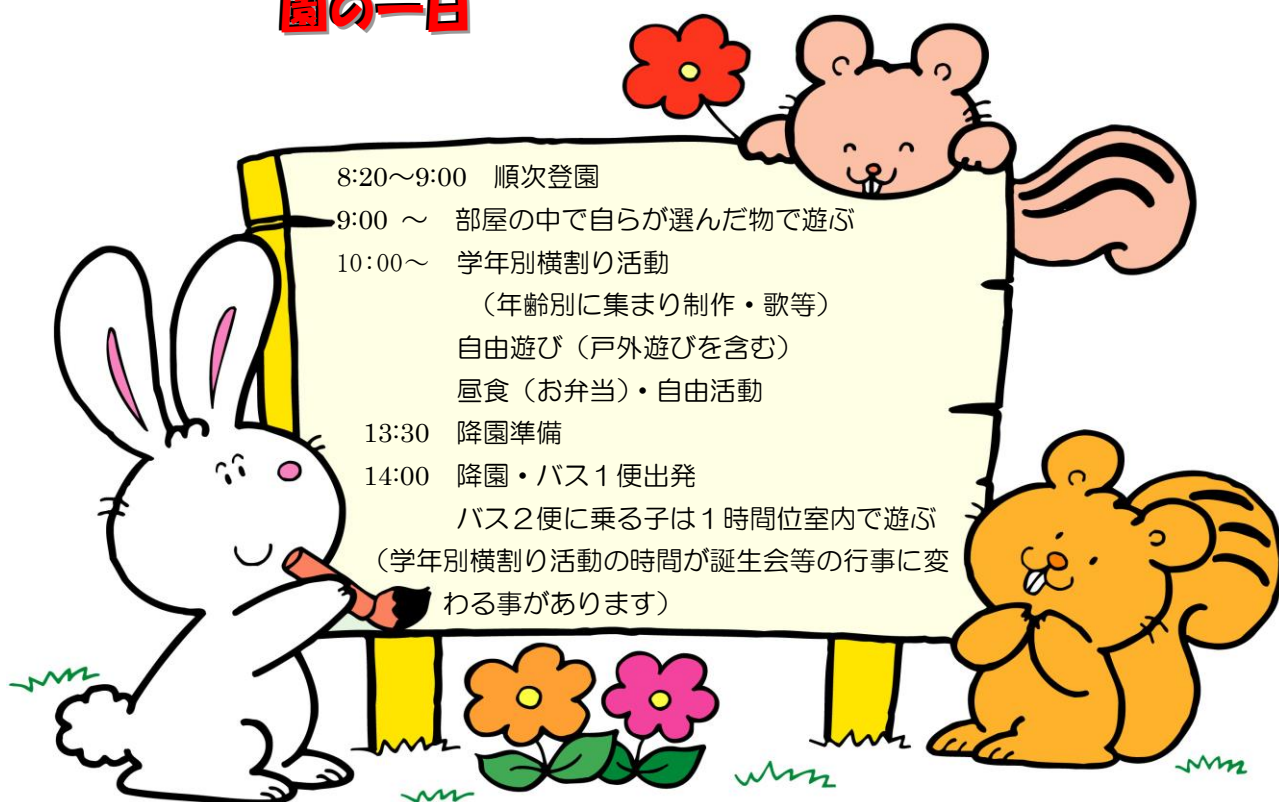 園の一日
8:20～9:00　順次登園
9:00 ～　部屋の中で自らが選んだ物で遊ぶ
10:00～　学年別横割り活動
（年齢別に集まり制作・歌等）
自由遊び（戸外遊びを含む）
昼食（お弁当）・自由活動
13:30　降園準備
14:00　降園・バス１便出発
バス２便に乗る子は１時間位室内で遊ぶ
（学年別横割り活動の時間が誕生会等の行事に変
わる事があります）